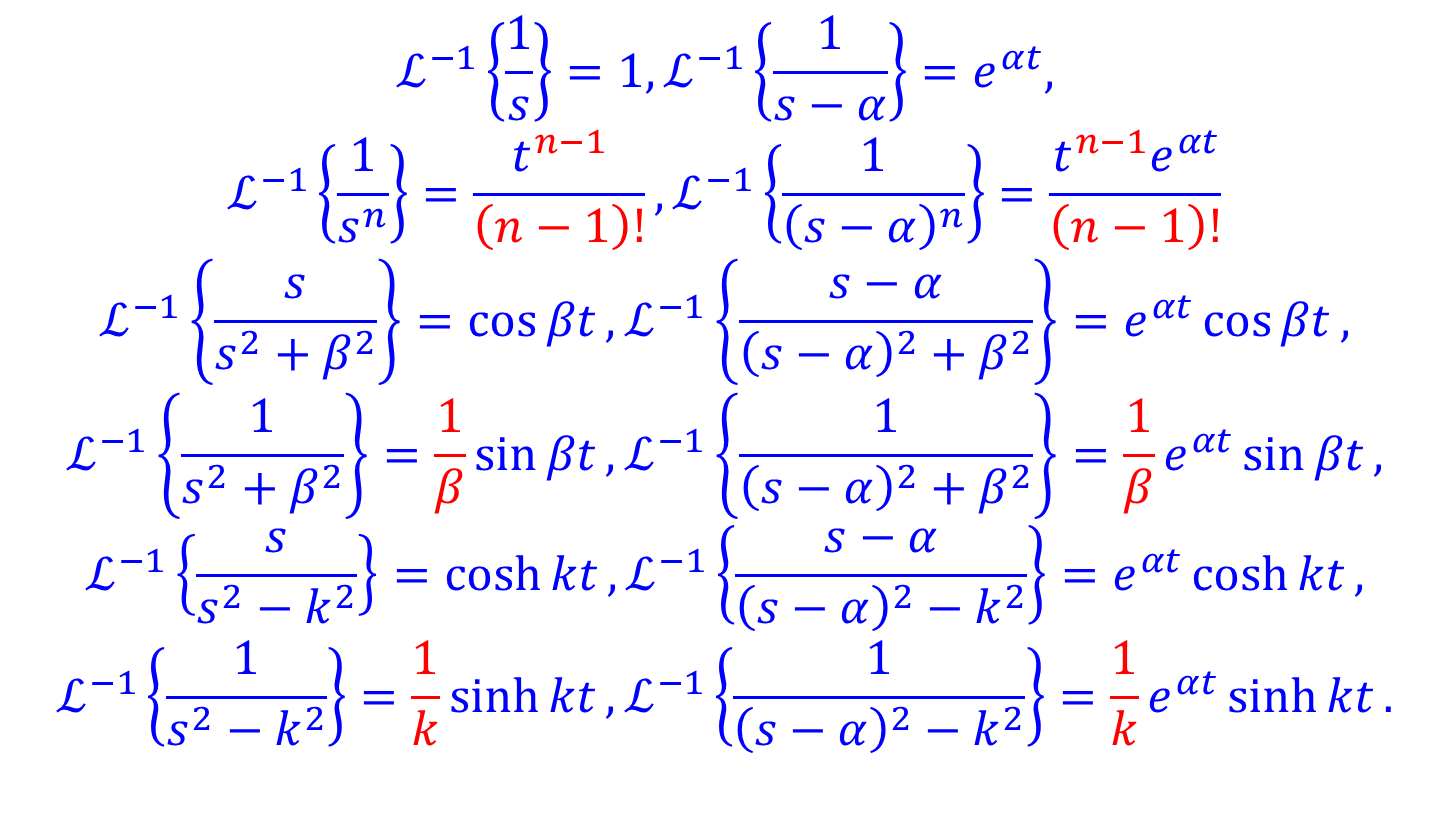 ℒ⁻¹{1/s} = 1, ℒ⁻¹{1/(s − α)} = e^{αt},
ℒ⁻¹{1/sⁿ} = t^{n−1}/(n − 1)!, ℒ⁻¹{1/(s − α)ⁿ} = t^{n−1}e^{αt}/(n − 1)!
ℒ⁻¹{s/(s² + β²)} = cos βt, ℒ⁻¹{(s − α)/((s − α)² + β²)} = e^{αt} cos βt,
ℒ⁻¹{1/(s² + β²)} = 1/β sin βt, ℒ⁻¹{1/((s − α)² + β²)} = 1/β e^{αt} sin βt,
ℒ⁻¹{s/(s² − k²)} = cosh kt, ℒ⁻¹{(s − α)/((s − α)² − k²)} = e^{αt} cosh kt,
ℒ⁻¹{1/(s² − k²)} = 1/k sinh kt, ℒ⁻¹{1/((s − α)² − k²)} = 1/k e^{αt} sinh kt.